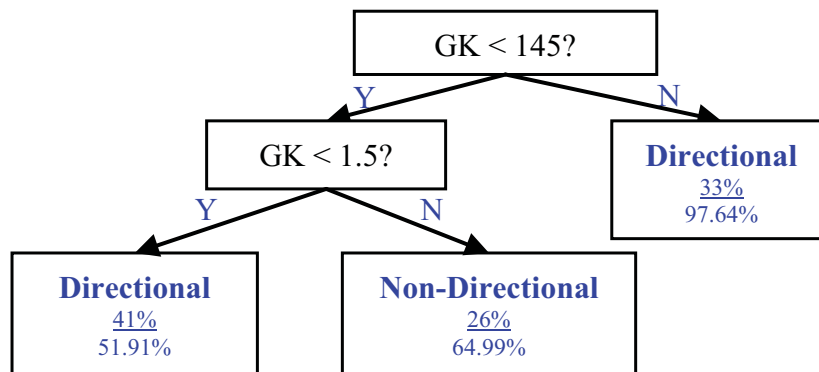 GK < 145?
Y
N
GK < 1.5?
Directional
33%
97.64%
Y
N
Directional
41%
51.91%
Non-Directional
26%
64.99%